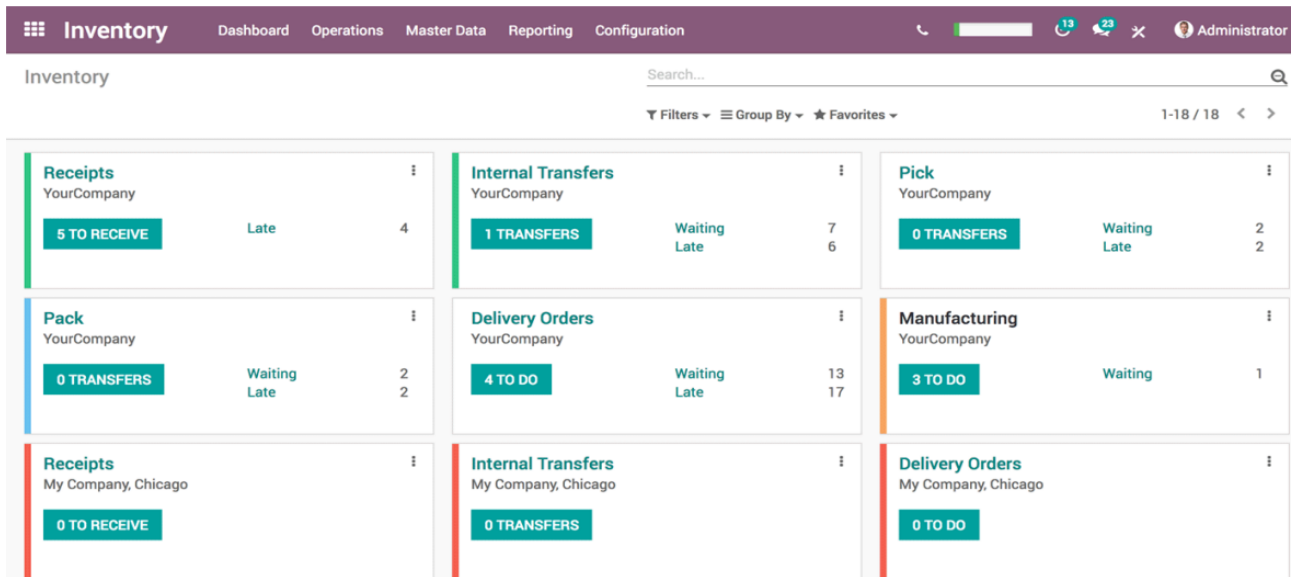 Inventory Dashboard Operations Master Data Reporting Configuration 13 23 Administrator
Inventory
Search...
Filters Group By Favorites 1-18 / 18
Receipts
YourCompany
5 TO RECEIVE
Late 4
Internal Transfers
YourCompany
1 TRANSFERS
Waiting 7
Late 6
Pick
YourCompany
0 TRANSFERS
Waiting 2
Late 2
Pack
YourCompany
0 TRANSFERS
Waiting 2
Late 2
Delivery Orders
YourCompany
4 TO DO
Waiting 13
Late 17
Manufacturing
YourCompany
3 TO DO
Waiting 1
Receipts
My Company, Chicago
0 TO RECEIVE
Internal Transfers
My Company, Chicago
0 TRANSFERS
Delivery Orders
My Company, Chicago
0 TO DO